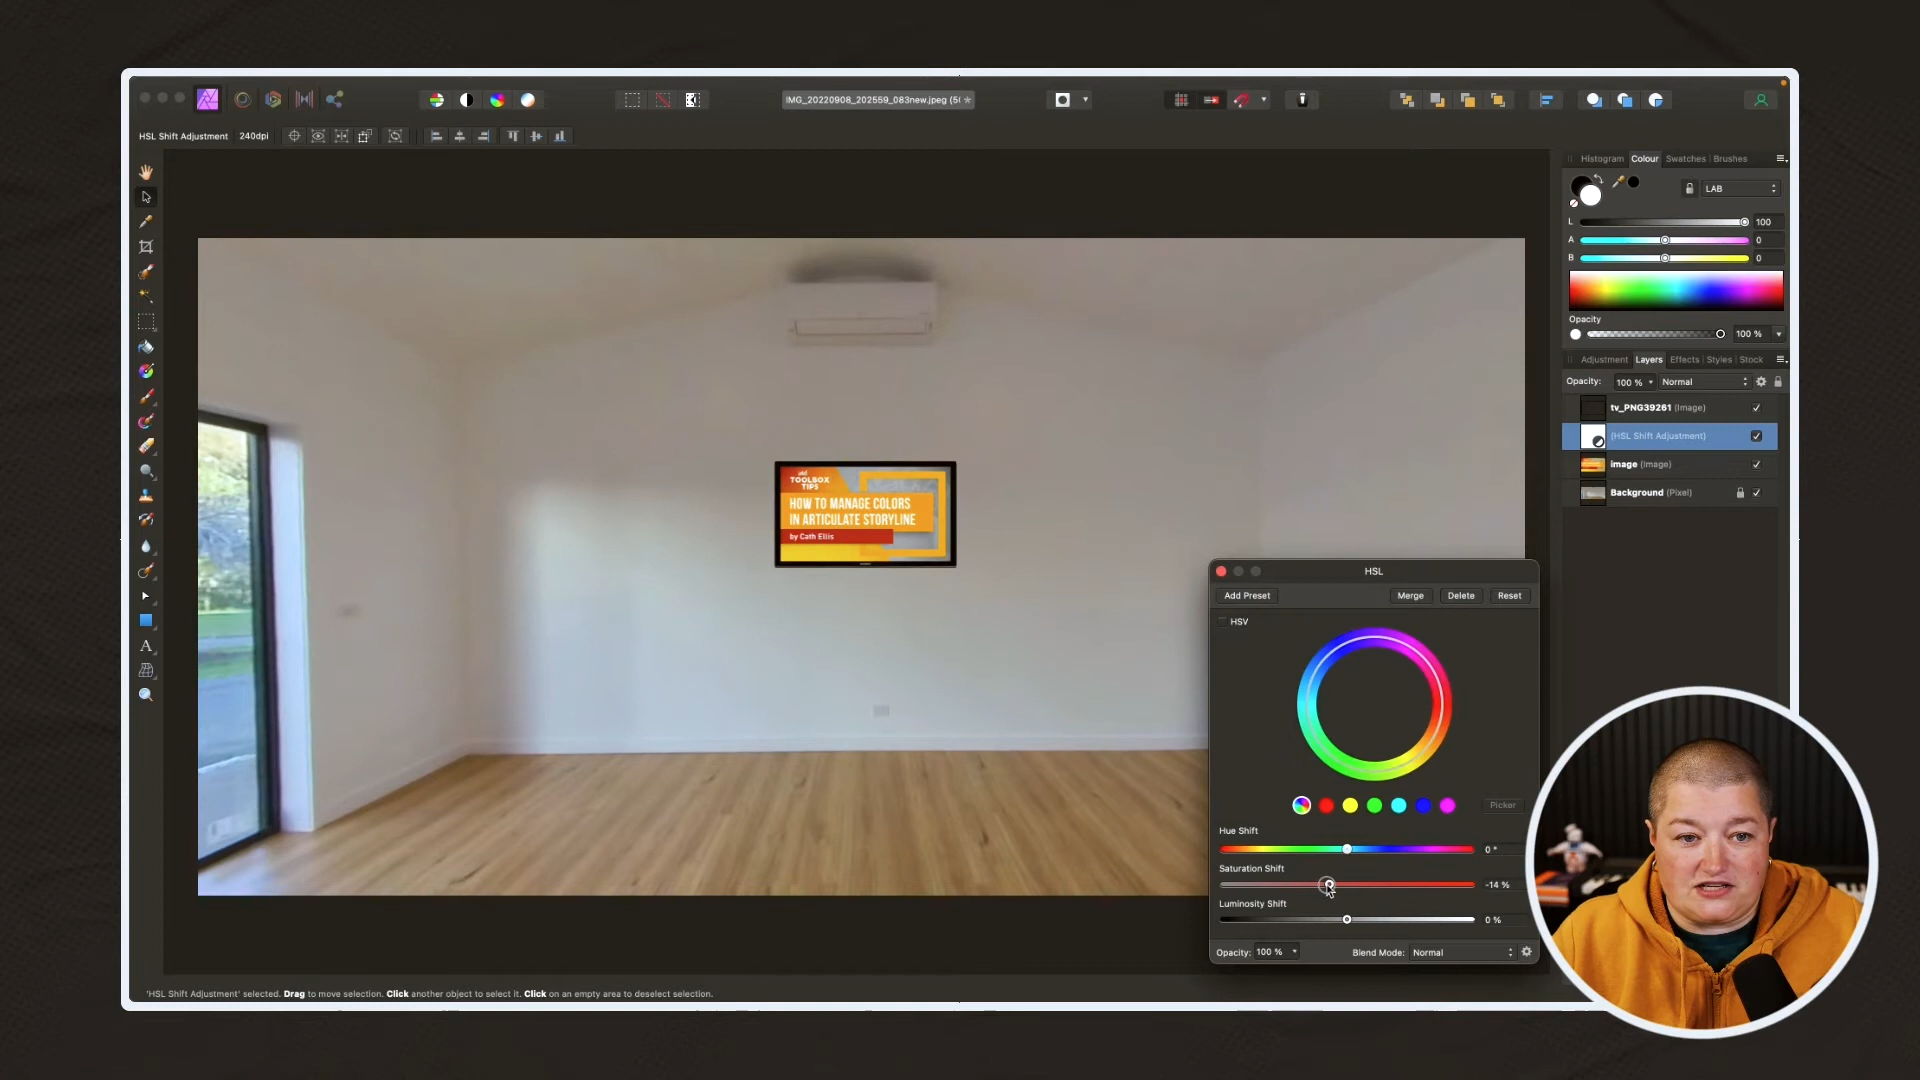 IMG_20220908_202559_083new.jpeg (5( *
HSL Shift Adjustment 240dpi
Histogram Colour Swatches Brushes
LAB
L 100
A 0
B 0
Opacity
100 %
Adjustment Layers Effects Styles Stock
Opacity: 100 % Normal
tv_PNG39261 (Image)
(HSL Shift Adjustment)
image (Image)
Background (Pixel)
atd
TOOLBOX
TIPS
HOW TO MANAGE COLORS
IN ARTICULATE STORYLINE
by Cath Ellis
HSL
Add Preset Merge Delete Reset
HSV
Picker
Hue Shift
0 °
Saturation Shift
-14 %
Luminosity Shift
0 %
Opacity: 100 % Blend Mode: Normal
A
'HSL Shift Adjustment' selected. Drag to move selection. Click another object to select it. Click on an empty area to deselect selection.